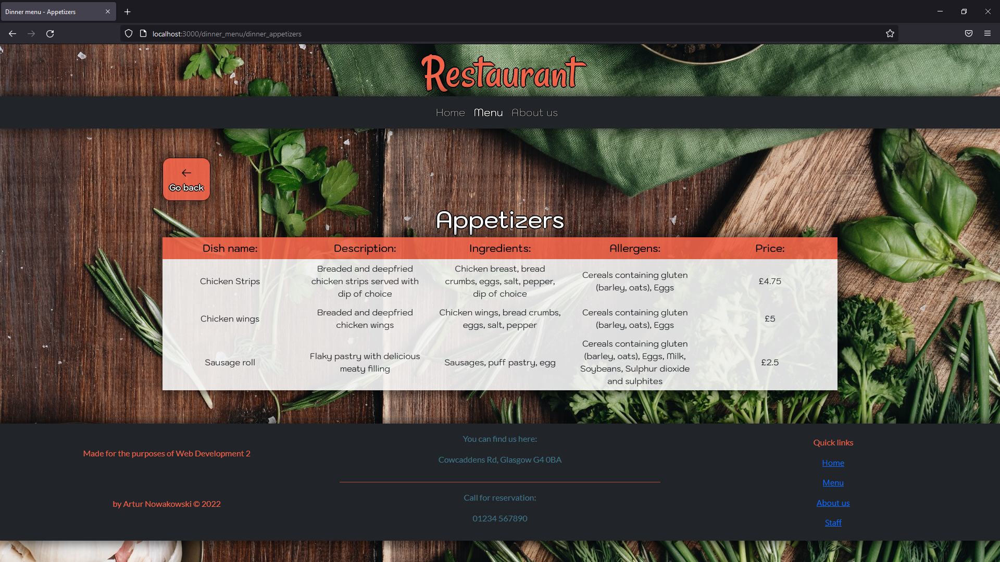 Dinner menu - Appetizers
localhost:3000/dinner_menu/dinner_appetizers
Restaurant
Home Menu About us
Go back
Appetizers
Dish name: Description: Ingredients: Allergens: Price:
Chicken Strips
Breaded and deepfried
chicken strips served with
dip of choice
Chicken breast, bread
crumbs, eggs, salt, pepper,
dip of choice
Cereals containing gluten
(barley, oats), Eggs
£4.75
Chicken wings
Breaded and deepfried
chicken wings
Chicken wings, bread crumbs,
eggs, salt, pepper
Cereals containing gluten
(barley, oats), Eggs
£5
Sausage roll
Flaky pastry with delicious
meaty filling
Sausages, puff pastry, egg
Cereals containing gluten
(barley, oats), Eggs, Milk,
Soybeans, Sulphur dioxide
and sulphites
£2.5
Made for the purposes of Web Development 2
by Artur Nowakowski © 2022
You can find us here:
Cowcaddens Rd, Glasgow G4 0BA
Call for reservation:
01234 567890
Quick links
Home
Menu
About us
Staff